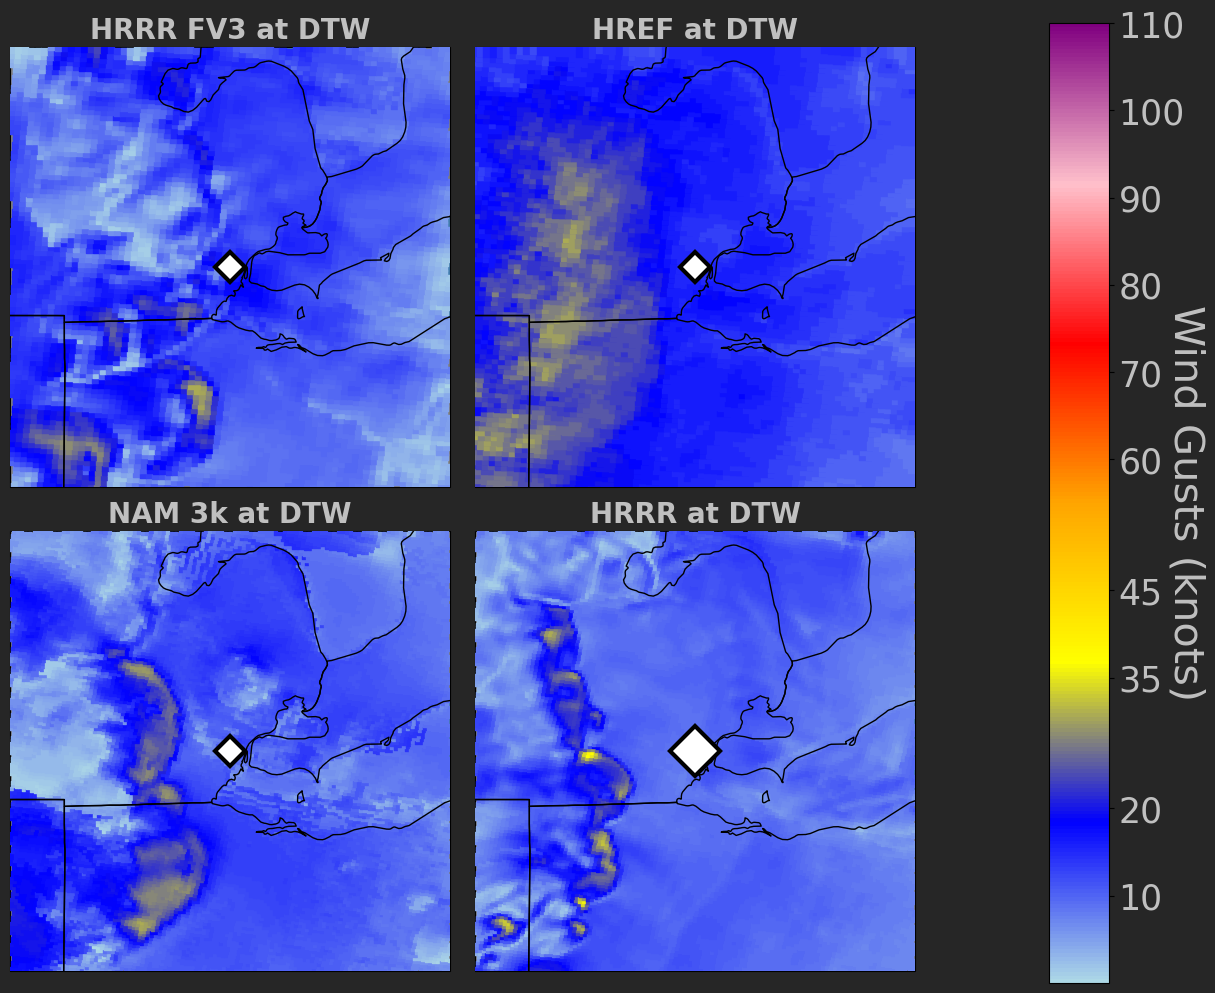 HRRR FV3 at DTW
HREF at DTW
NAM 3k at DTW
HRRR at DTW
110
100
90
80
70
60
45
35
20
10
Wind Gusts (knots)